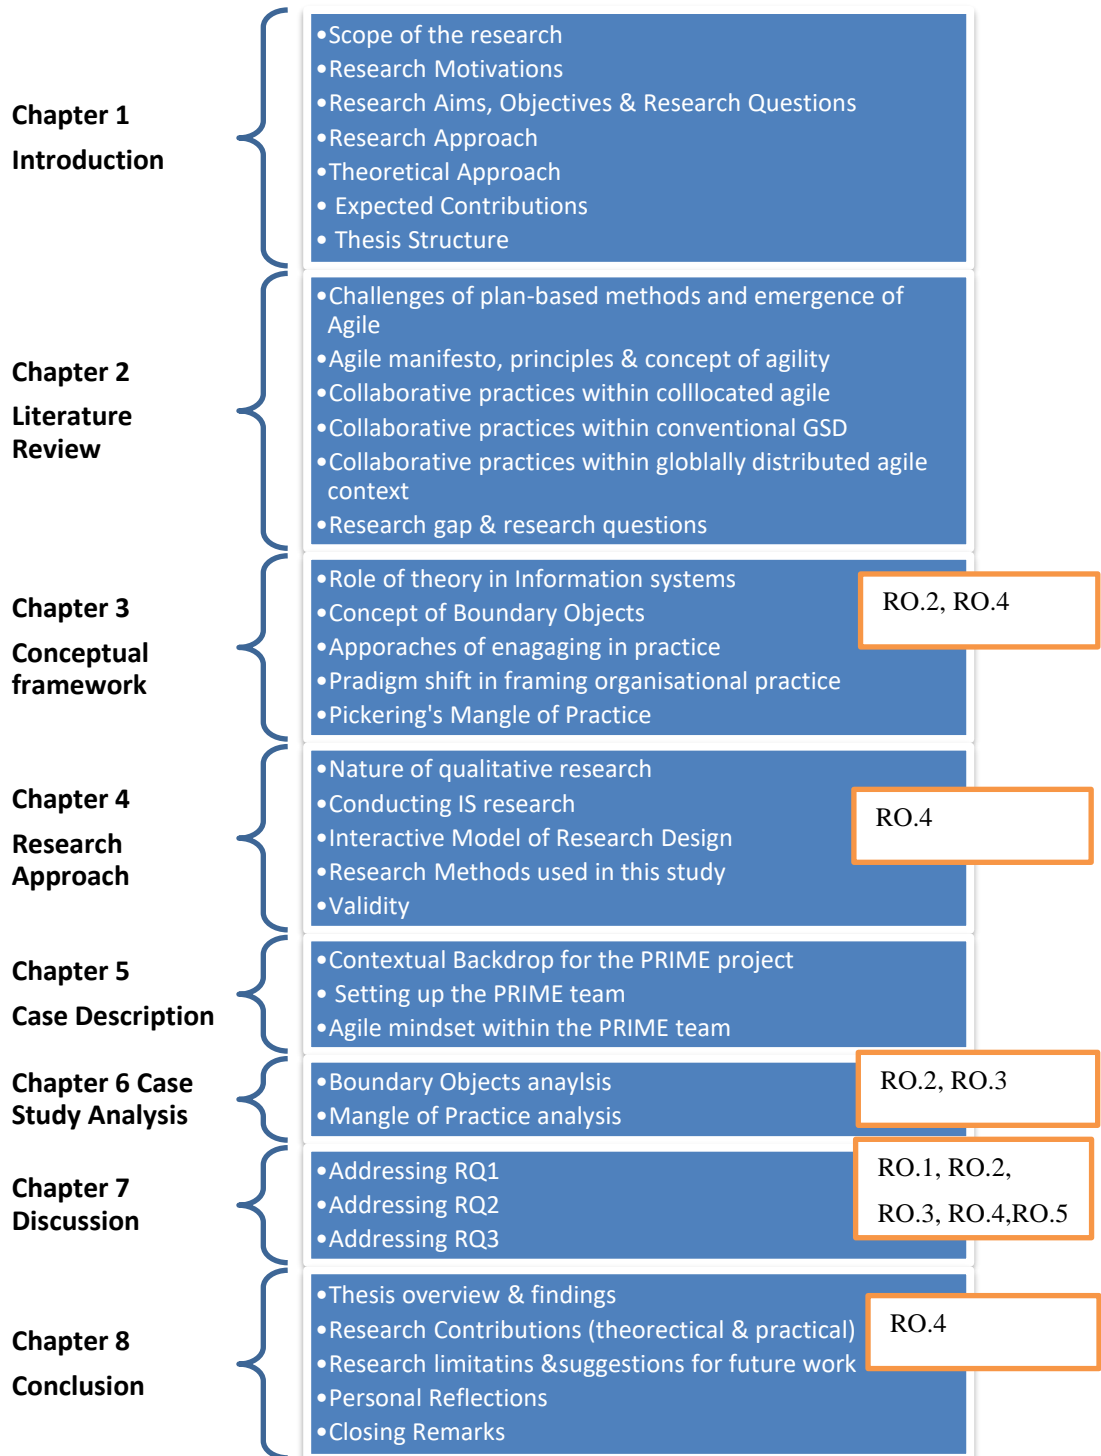 Chapter 1
Introduction
•Scope of the research
•Research Motivations
•Research Aims, Objectives & Research Questions
•Research Approach
•Theoretical Approach
• Expected Contributions
• Thesis Structure
Chapter 2
Literature
Review
•Challenges of plan-based methods and emergence of
Agile
•Agile manifesto, principles & concept of agility
•Collaborative practices within colllocated agile
•Collaborative practices within conventional GSD
•Collaborative practices within globlally distributed agile
context
•Research gap & research questions
Chapter 3
Conceptual
framework
•Role of theory in Information systems
•Concept of Boundary Objects
•Apporaches of enagaging in practice
•Pradigm shift in framing organisational practice
•Pickering's Mangle of Practice
RO.2, RO.4
Chapter 4
Research
Approach
•Nature of qualitative research
•Conducting IS research
•Interactive Model of Research Design
•Research Methods used in this study
•Validity
RO.4
Chapter 5
Case Description
•Contextual Backdrop for the PRIME project
• Setting up the PRIME team
•Agile mindset within the PRIME team
Chapter 6 Case
Study Analysis
•Boundary Objects anaylsis
•Mangle of Practice analysis
RO.2, RO.3
Chapter 7
Discussion
•Addressing RQ1
•Addressing RQ2
•Addressing RQ3
RO.1, RO.2,
RO.3, RO.4,RO.5
Chapter 8
Conclusion
•Thesis overview & findings
•Research Contributions (theorectical & practical)
•Research limitatins &suggestions for future work
•Personal Reflections
•Closing Remarks
RO.4